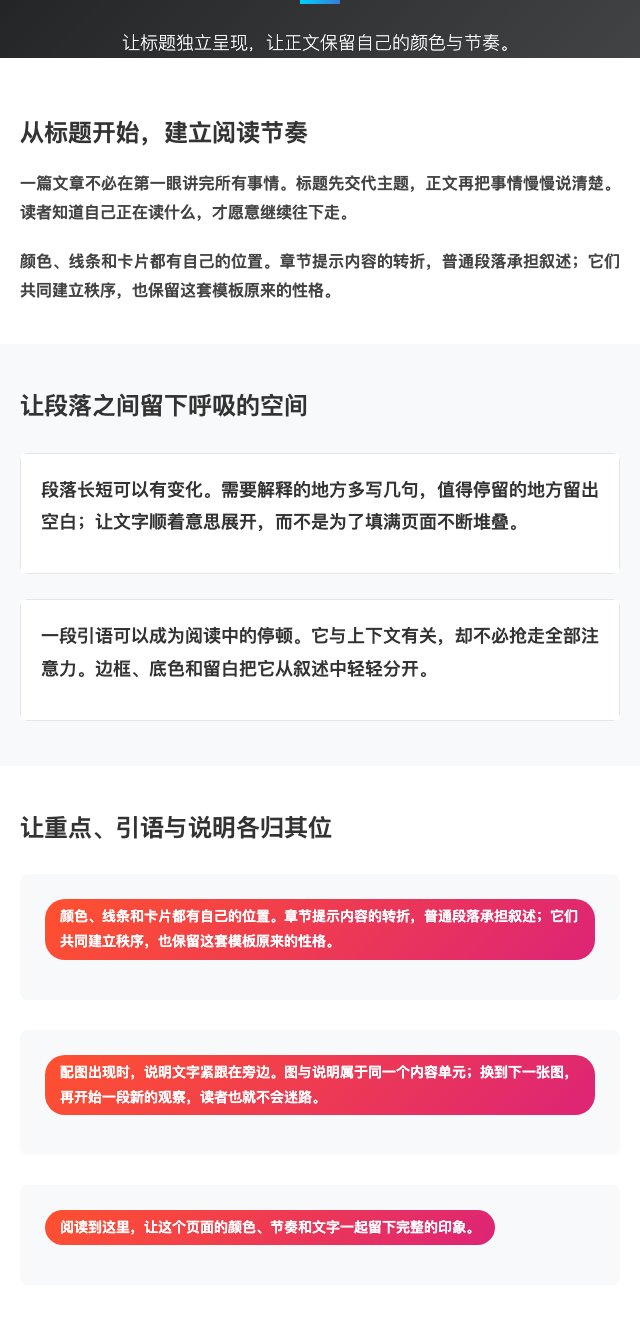 让标题独立呈现，让正文保留自己的颜色与节奏。
从标题开始，建立阅读节奏
一篇文章不必在第一眼讲完所有事情。标题先交代主题，正文再把事情慢慢说清楚。
读者知道自己正在读什么，才愿意继续往下走。
颜色、线条和卡片都有自己的位置。章节提示内容的转折，普通段落承担叙述；它们
共同建立秩序，也保留这套模板原来的性格。
让段落之间留下呼吸的空间
段落长短可以有变化。需要解释的地方多写几句，值得停留的地方留出
空白；让文字顺着意思展开，而不是为了填满页面不断堆叠。
一段引语可以成为阅读中的停顿。它与上下文有关，却不必抢走全部注
意力。边框、底色和留白把它从叙述中轻轻分开。
让重点、引语与说明各归其位
颜色、线条和卡片都有自己的位置。章节提示内容的转折，普通段落承担叙述；它们
共同建立秩序，也保留这套模板原来的性格。
配图出现时，说明文字紧跟在旁边。图与说明属于同一个内容单元；换到下一张图，
再开始一段新的观察，读者也就不会迷路。
阅读到这里，让这个页面的颜色、节奏和文字一起留下完整的印象。